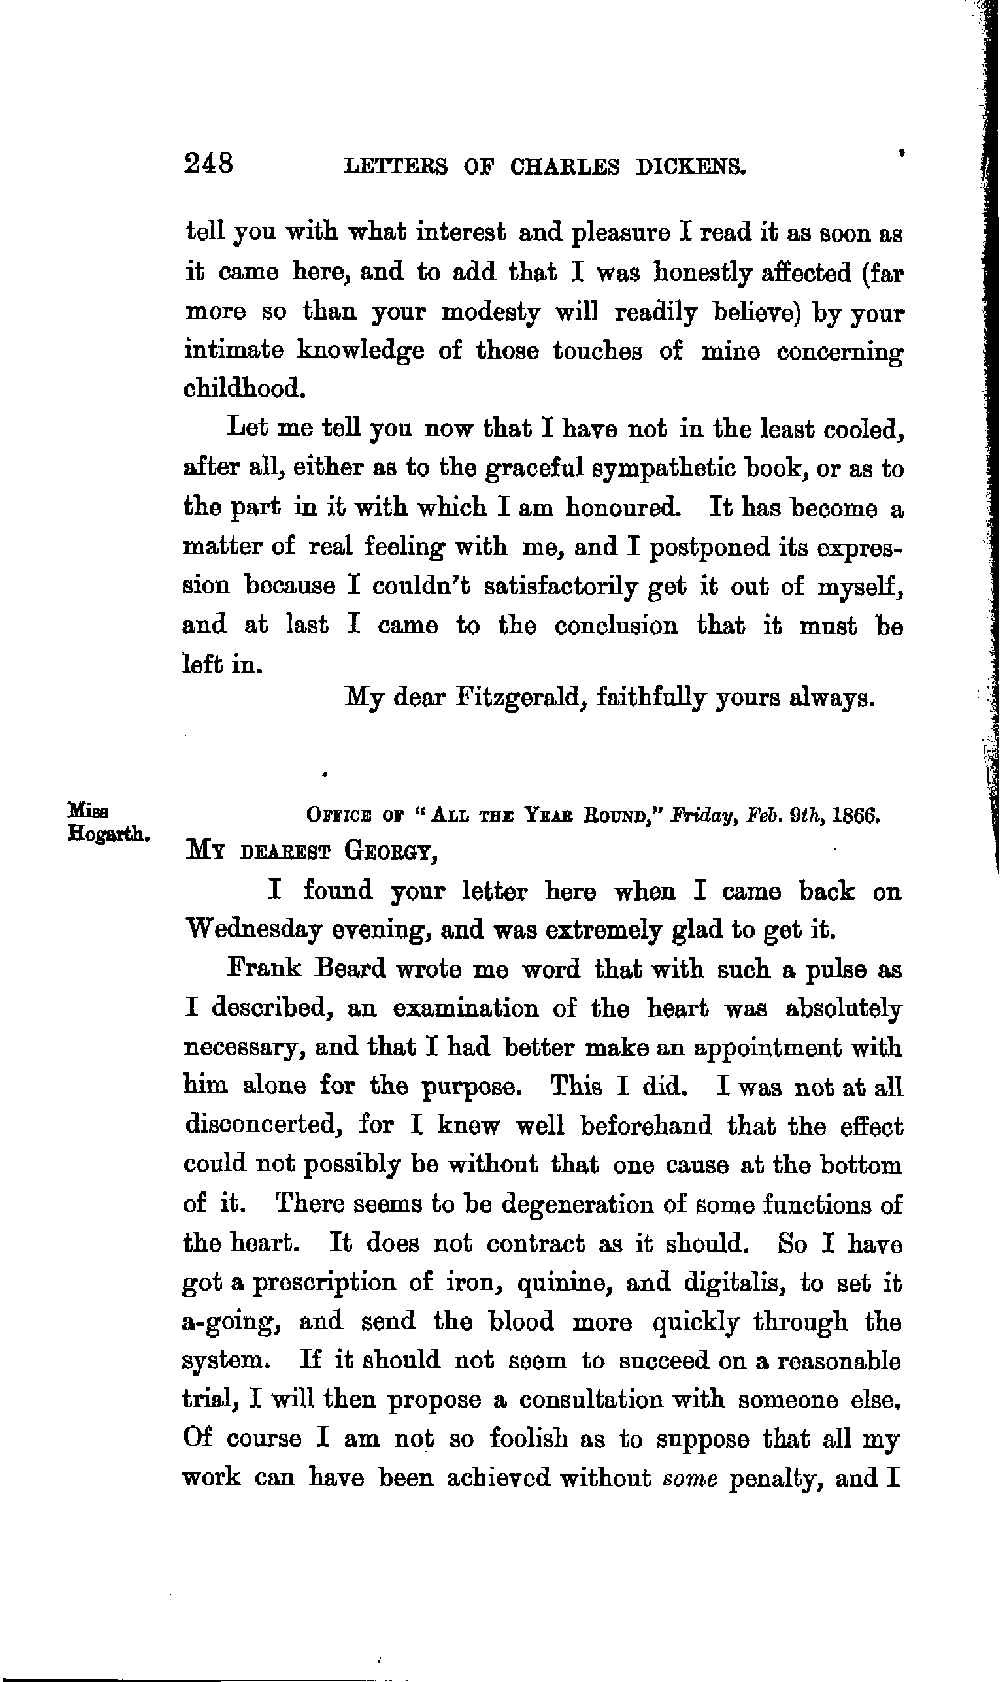 248 LETTERS OF CHARLES DICKENS.
tell you with what interest and pleasure I read it as soon as
it came here, and to add that I was honestly affected (far
more so than your modesty will readily believe) by your
intimate knowledge of those touches of mine concerning
childhood.
Let me tell you now that I have not in the least cooled,
after all, either as to the graceful sympathetic book, or as to
the part in it with which I am honoured. It has become a
matter of real feeling with me, and I postponed its expres-
sion because I couldn't satisfactorily get it out of myself,
and at last I came to the conclusion that it must be
left in.
My dear Fitzgerald, faithfully yours always.
Miss
Hogarth.
OFFICE OF "ALL THE YEAR ROUND," Friday, Feb. 9th, 1866.
MY DEAREST GEORGY,
I found your letter here when I came back on
Wednesday evening, and was extremely glad to get it.
Frank Beard wrote me word that with such a pulse as
I described, an examination of the heart was absolutely
necessary, and that I had better make an appointment with
him alone for the purpose. This I did. I was not at all
disconcerted, for I knew well beforehand that the effect
could not possibly be without that one cause at the bottom
of it. There seems to be degeneration of some functions of
the heart. It does not contract as it should. So I have
got a prescription of iron, quinine, and digitalis, to set it
a-going, and send the blood more quickly through the
system. If it should not seem to succeed on a reasonable
trial, I will then propose a consultation with someone else.
Of course I am not so foolish as to suppose that all my
work can have been achieved without some penalty, and I